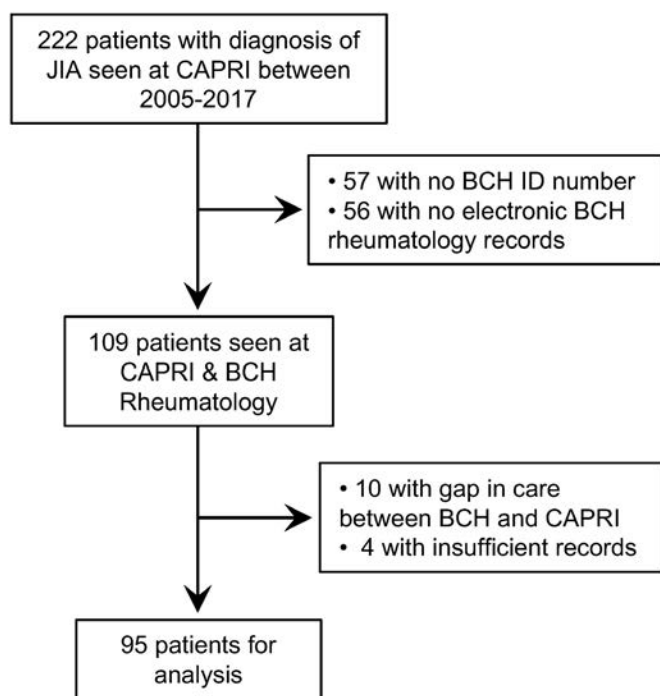 222 patients with diagnosis of
JIA seen at CAPRI between
2005-2017
• 57 with no BCH ID number
• 56 with no electronic BCH
rheumatology records
109 patients seen at
CAPRI & BCH
Rheumatology
• 10 with gap in care
between BCH and CAPRI
• 4 with insufficient records
95 patients for
analysis